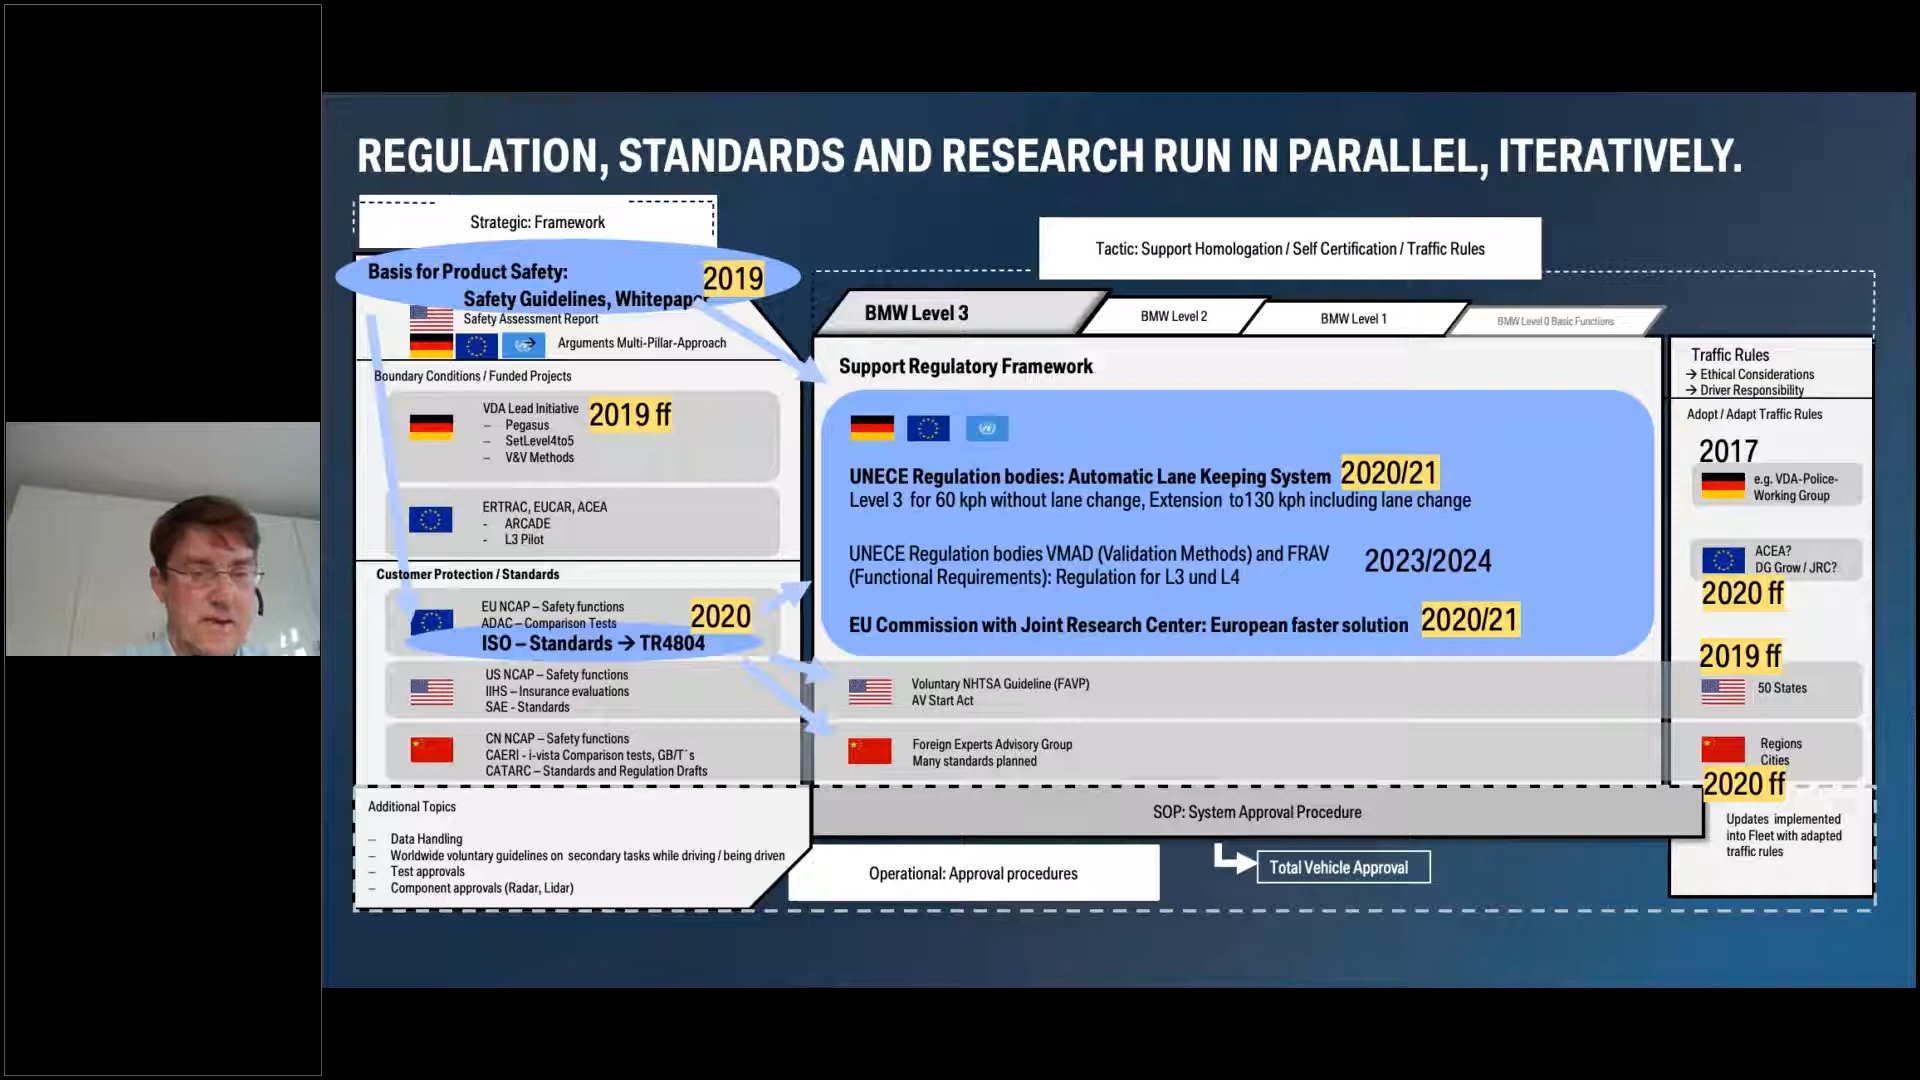 REGULATION, STANDARDS AND RESEARCH RUN IN PARALLEL, ITERATIVELY.
Strategic: Framework
Basis for Product Safety:
2019
Safety Guidelines, Whitepaper
Safety Assessment Report
Arguments Multi-Pillar-Approach
Boundary Conditions / Funded Projects
VDA Lead Initiative
2019 ff
– Pegasus
– SetLevel4to5
– V&V Methods
ERTRAC, EUCAR, ACEA
- ARCADE
- L3 Pilot
Customer Protection / Standards
EU NCAP – Safety functions
ADAC – Comparison Tests
2020
ISO – Standards → TR4804
US NCAP – Safety functions
IIHS – Insurance evaluations
SAE - Standards
CN NCAP – Safety functions
CAERI - i-vista Comparison tests, GB/T´s
CATARC – Standards and Regulation Drafts
Additional Topics
– Data Handling
– Worldwide voluntary guidelines on secondary tasks while driving / being driven
– Test approvals
– Component approvals (Radar, Lidar)
Tactic: Support Homologation / Self Certification / Traffic Rules
BMW Level 3
BMW Level 2
BMW Level 1
BMW Level 0 Basic Functions
Support Regulatory Framework
UNECE Regulation bodies: Automatic Lane Keeping System 2020/21
Level 3 for 60 kph without lane change, Extension to130 kph including lane change
UNECE Regulation bodies VMAD (Validation Methods) and FRAV
(Functional Requirements): Regulation for L3 und L4
2023/2024
EU Commission with Joint Research Center: European faster solution 2020/21
Voluntary NHTSA Guideline (FAVP)
AV Start Act
Foreign Experts Advisory Group
Many standards planned
SOP: System Approval Procedure
Operational: Approval procedures
Total Vehicle Approval
Traffic Rules
→ Ethical Considerations
→ Driver Responsibility
Adopt / Adapt Traffic Rules
2017
e.g. VDA-Police-
Working Group
ACEA?
DG Grow / JRC?
2020 ff
2019 ff
50 States
Regions
Cities
2020 ff
Updates implemented
into Fleet with adapted
traffic rules